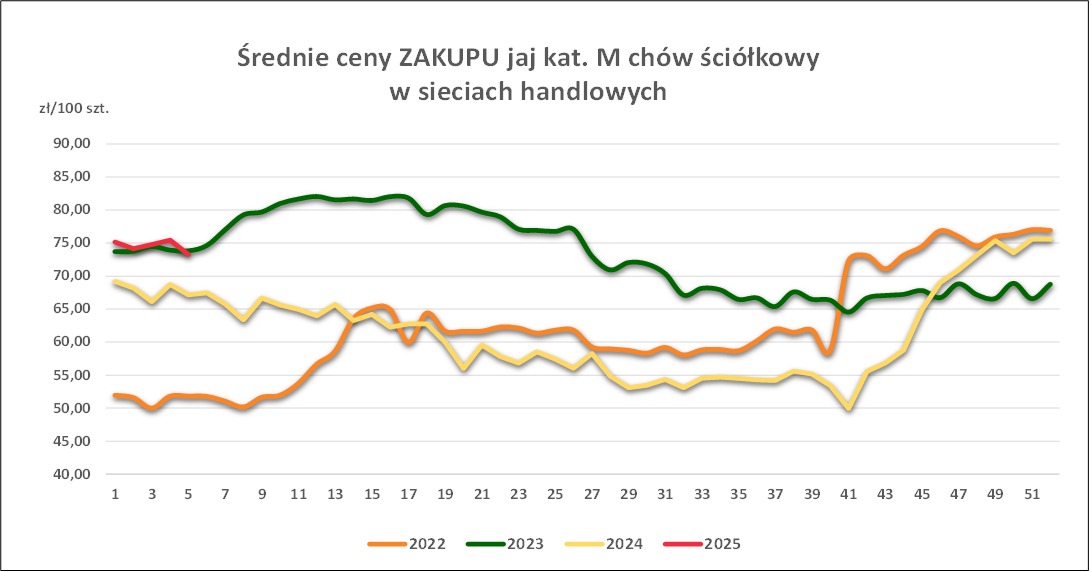 Średnie ceny ZAKUPU jaj kat. M chów ściółkowy
w sieciach handlowych
zł/100 szt.
90,00
85,00
80,00
75,00
70,00
65,00
60,00
55,00
50,00
45,00
40,00
1 3 5 7 9 11 13 15 17 19 21 23 25 27 29 31 33 35 37 39 41 43 45 47 49 51
2022 2023 2024 2025